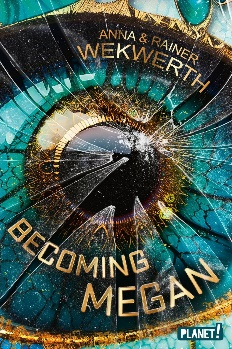 ANNA & RAINER
WEKWERTH
BECOMING
MEGAN
PLANET!